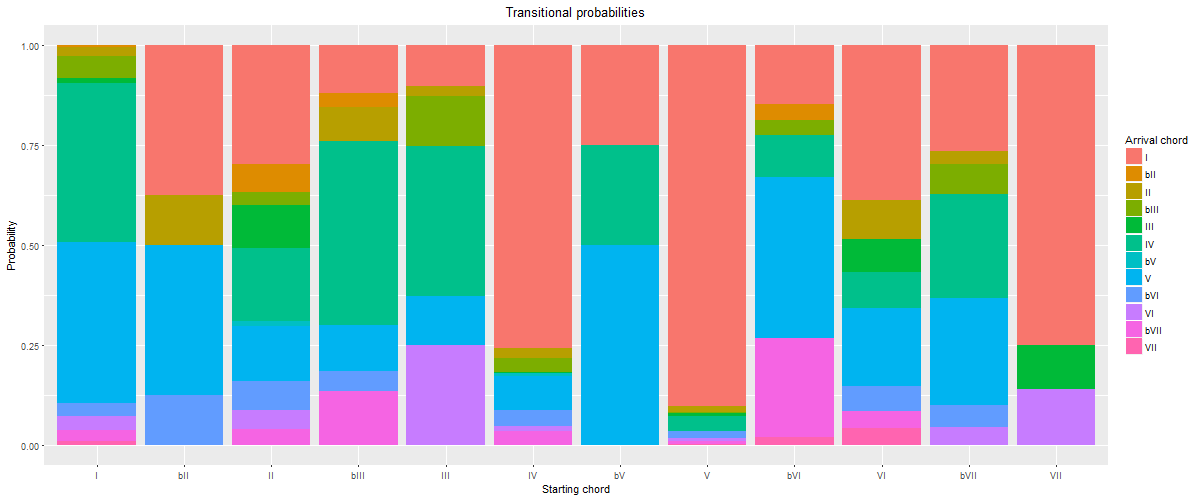 Transitional probabilities
1.00
0.75
0.50
0.25
0.00
Probability
I bII II bIII III IV bV V bVI VI bVII VII
Starting chord
Arrival chord
I
bII
II
bIII
III
IV
bV
V
bVI
VI
bVII
VII